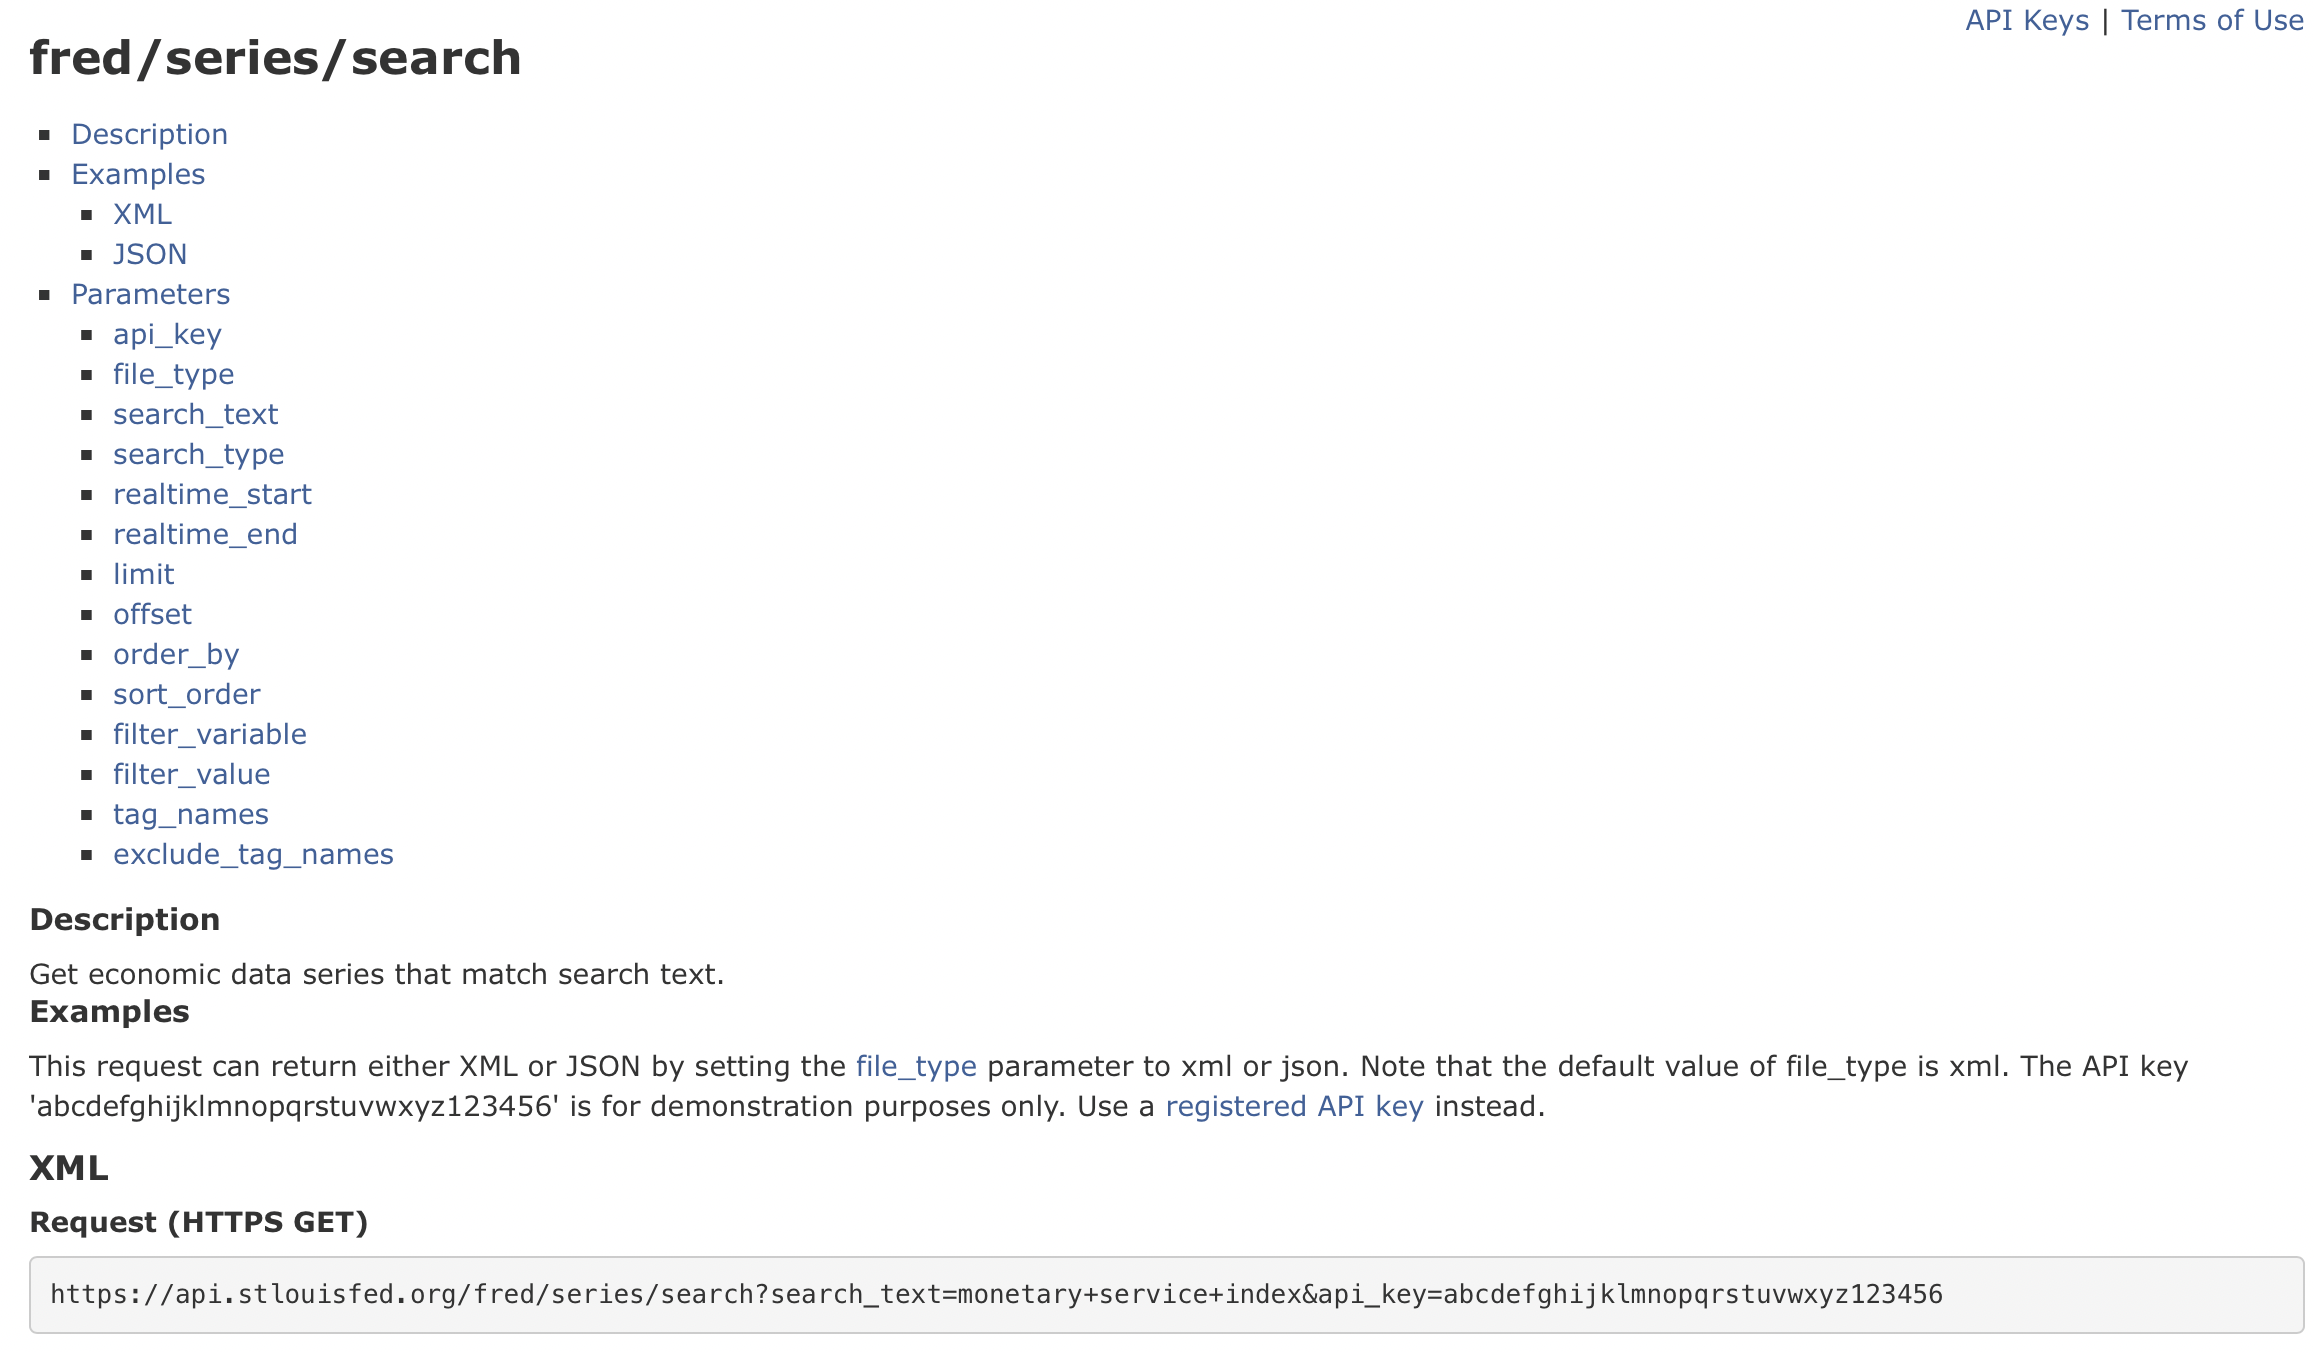 API Keys | Terms of Use
fred/series/search
Description
Examples
XML
JSON
Parameters
api_key
file_type
search_text
search_type
realtime_start
realtime_end
limit
offset
order_by
sort_order
filter_variable
filter_value
tag_names
exclude_tag_names
Description
Get economic data series that match search text.
Examples
This request can return either XML or JSON by setting the file_type parameter to xml or json. Note that the default value of file_type is xml. The API key
'abcdefghijklmnopqrstuvwxyz123456' is for demonstration purposes only. Use a registered API key instead.
XML
Request (HTTPS GET)
https://api.stlouisfed.org/fred/series/search?search_text=monetary+service+index&api_key=abcdefghijklmnopqrstuvwxyz123456